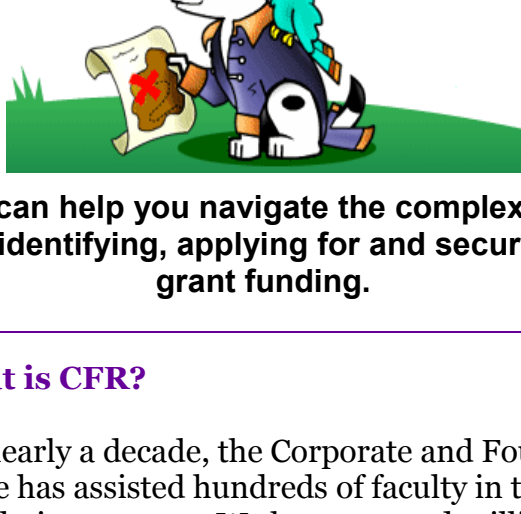 can help you navigate the complex
identifying, applying for and secur
grant funding.
t is CFR?
nearly a decade, the Corporate and Fou
e has assisted hundreds of faculty in t